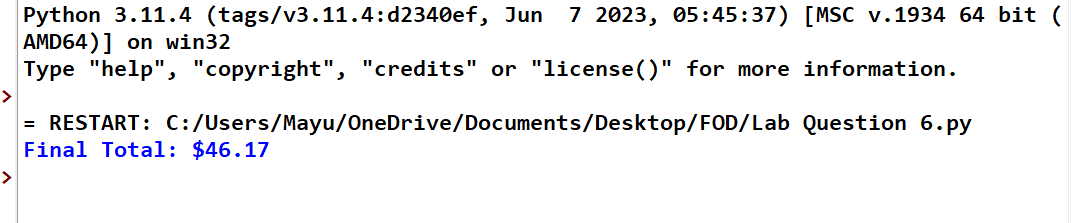 Python 3.11.4 (tags/v3.11.4:d2340ef, Jun  7 2023, 05:45:37) [MSC v.1934 64 bit (
AMD64)] on win32
Type "help", "copyright", "credits" or "license()" for more information.
>
= RESTART: C:/Users/Mayu/OneDrive/Documents/Desktop/FOD/Lab Question 6.py
Final Total: $46.17
>